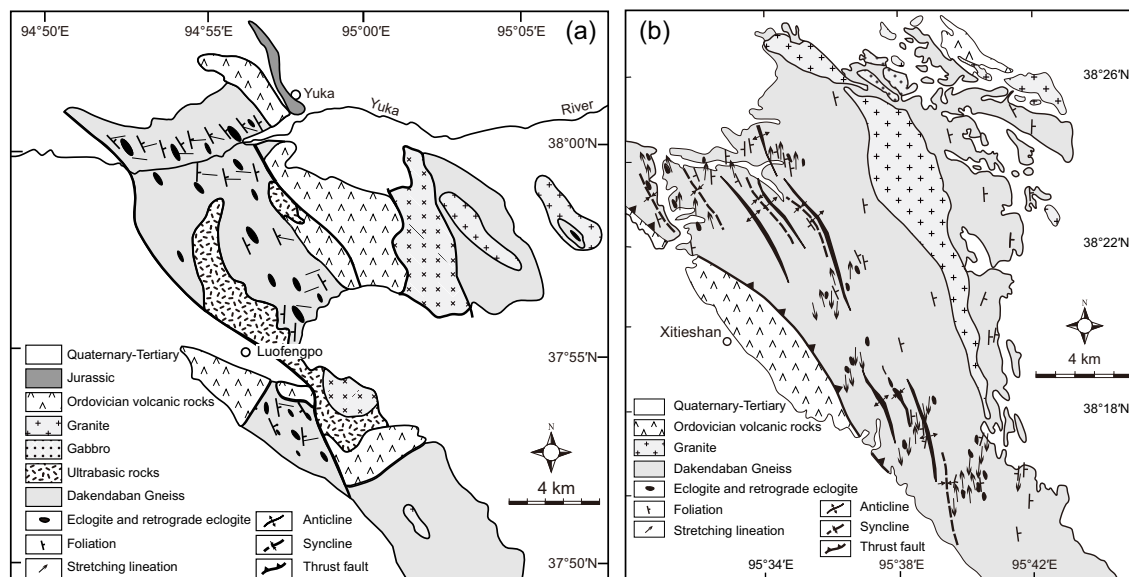 94°50′E
94°55′E
95°00′E
95°05′E
(a)
Yuka
Yuka
River
38°00′N
37°55′N
37°50′N
Luofengpo
Quaternary-Tertiary
Jurassic
Ordovician volcanic rocks
Granite
Gabbro
Ultrabasic rocks
Dakendaban Gneiss
Eclogite and retrograde eclogite
Foliation
Stretching lineation
Anticline
Syncline
Thrust fault
N
4 km
(b)
38°26′N
38°22′N
38°18′N
Xitieshan
N
4 km
Quaternary-Tertiary
Ordovician volcanic rocks
Granite
Dakendaban Gneiss
Eclogite and retrograde eclogite
Foliation
Stretching lineation
Anticline
Syncline
Thrust fault
95°34′E
95°38′E
95°42′E